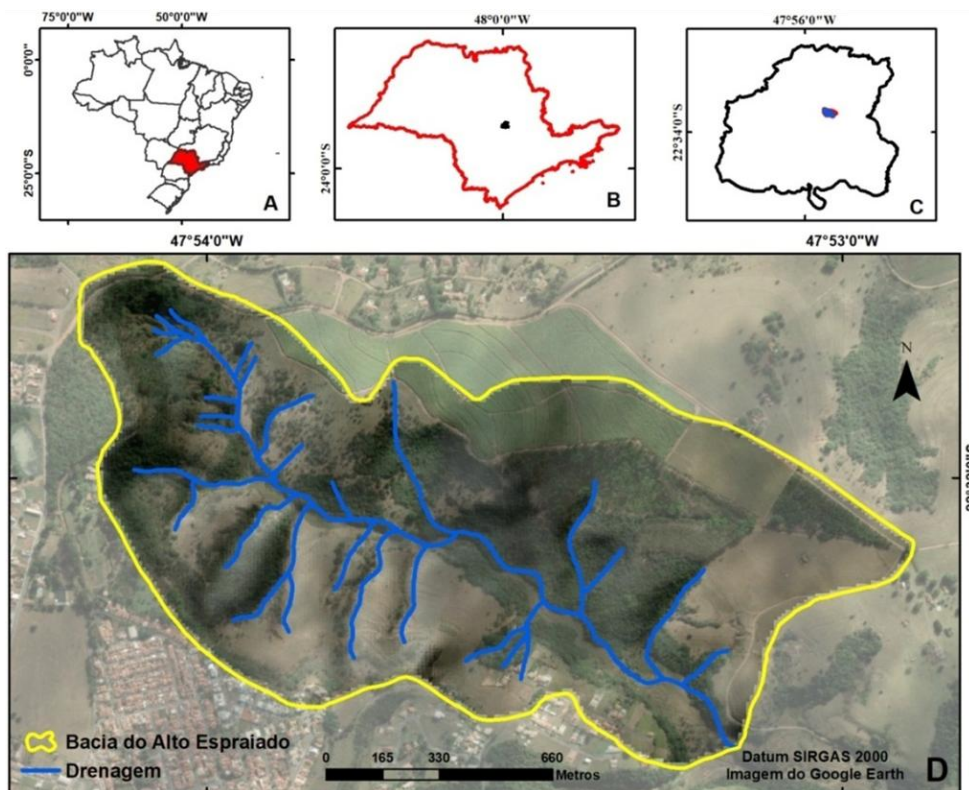 75°0'0"W 50°0'0"W
0°0'0"
25°0'0"S
A
48°0'0"W
24°0'0"S
B
47°56'0"W
22°34'0"S
C
47°54'0"W 47°53'0"W
N
Bacia do Alto Espraiado
Drenagem
0 165 330 660
Metros
Datum SIRGAS 2000
Imagem do Google Earth
D